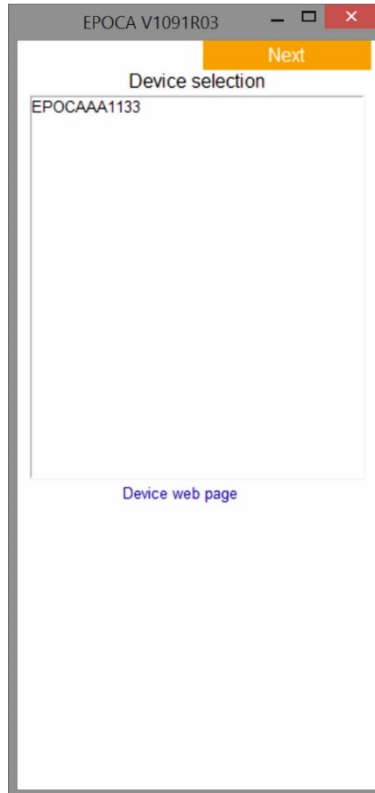 EPOCA V1091R03
Next
Device selection
EPOCAAA1133
Device web page